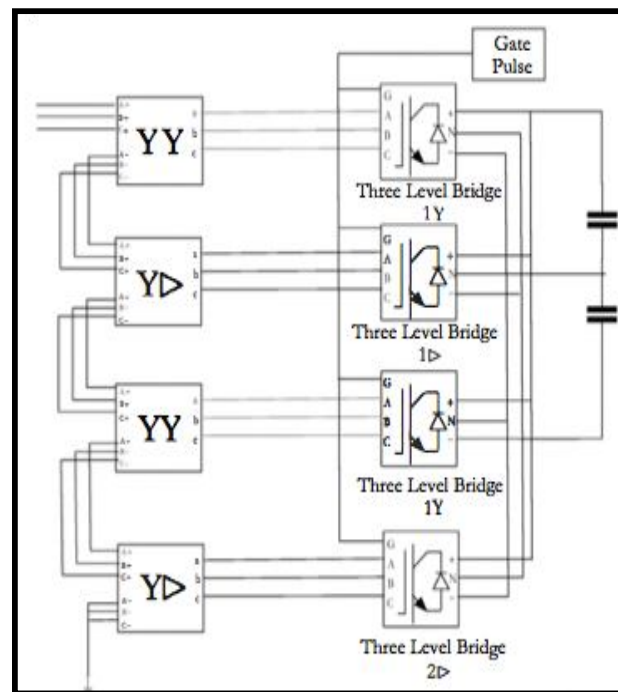 Gate
Pulse
A+
B+
C+
YY
b
c
G
A
B
C
+
N
-
Three Level Bridge
1Y
A+
B+
C+
Y▷
a
b
c
G
A
B
C
+
N
-
Three Level Bridge
1▷
A+
B+
C+
YY
c
G
A
B
C
+
N
-
Three Level Bridge
1Y
A+
B+
C+
Y▷
a
b
c
G
A
B
C
+
N
-
Three Level Bridge
2▷